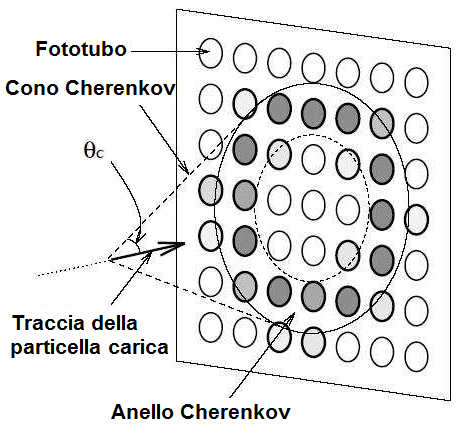 Fototubo
Cono Cherenkov
θc
Traccia della
particella carica
Anello Cherenkov